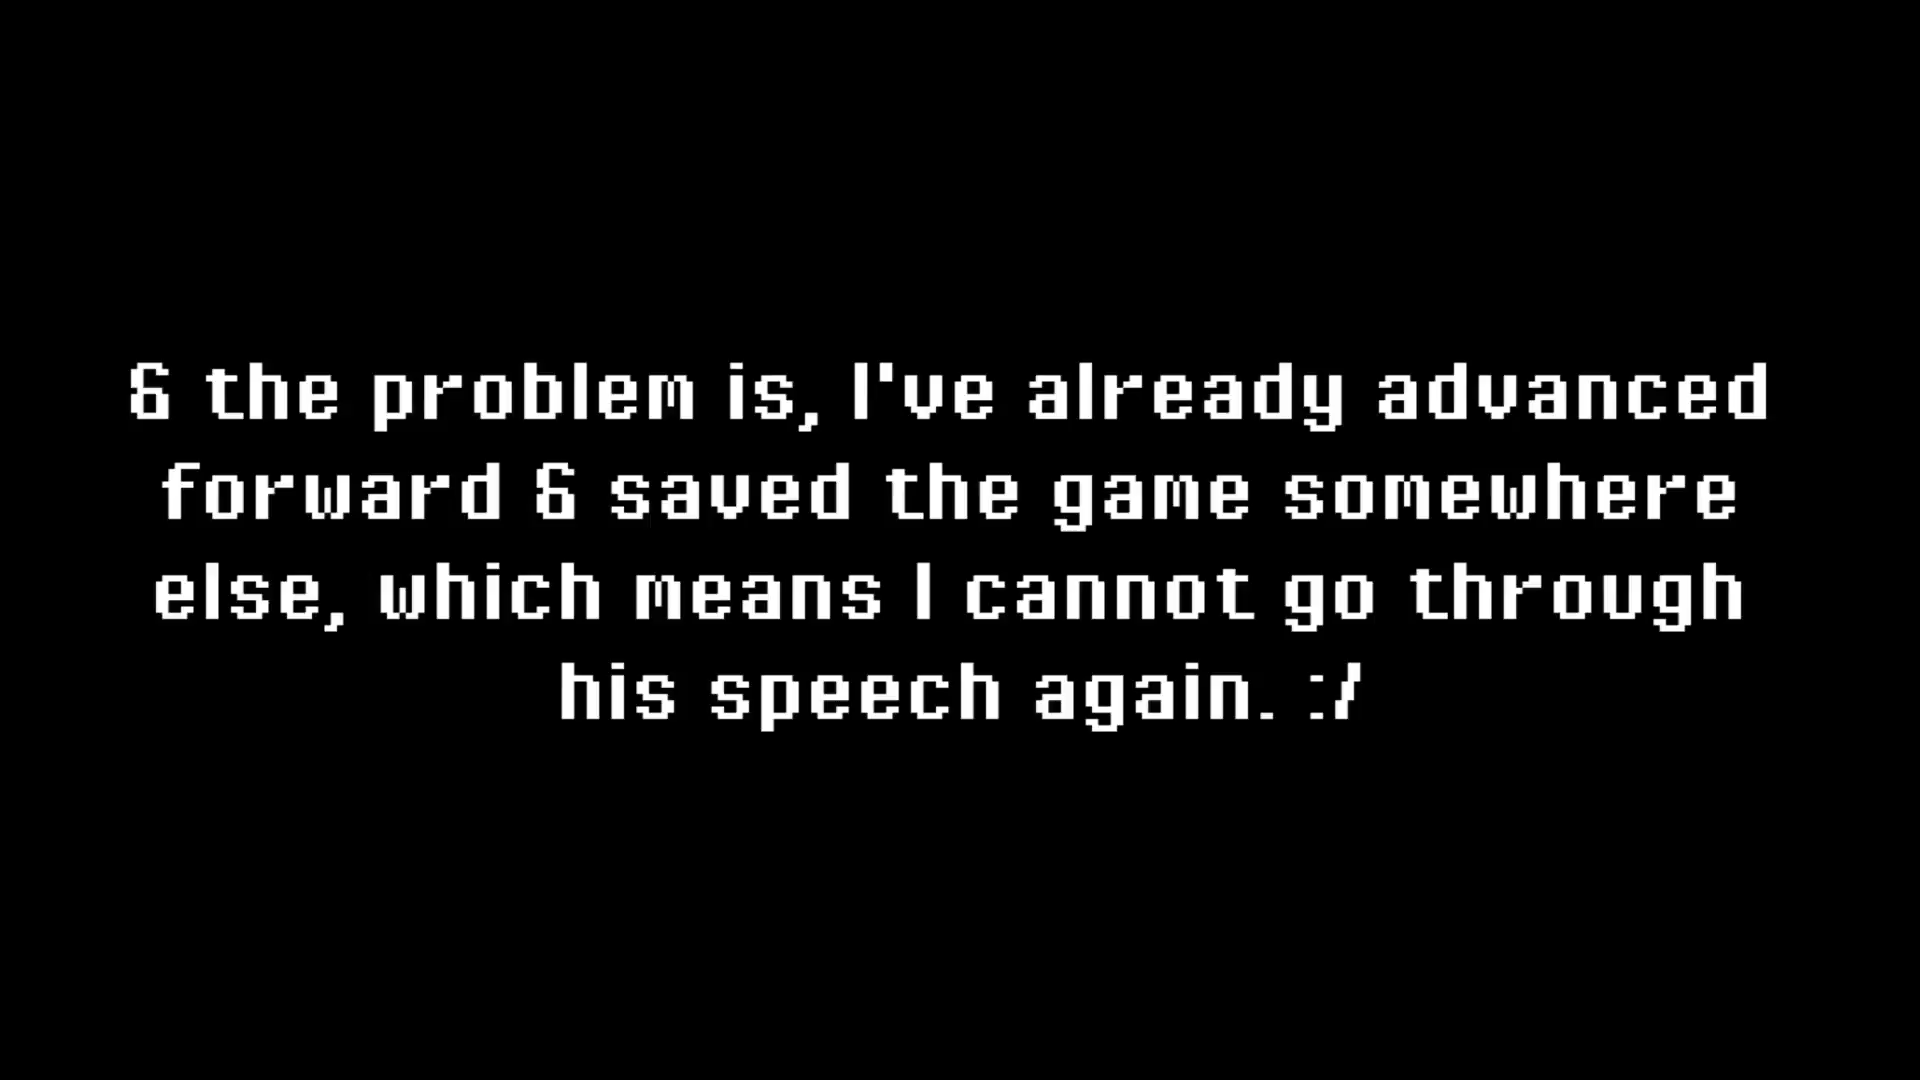 & the problem is, I've already advanced
forward & saved the game somewhere
else, which means I cannot go through
his speech again. :/